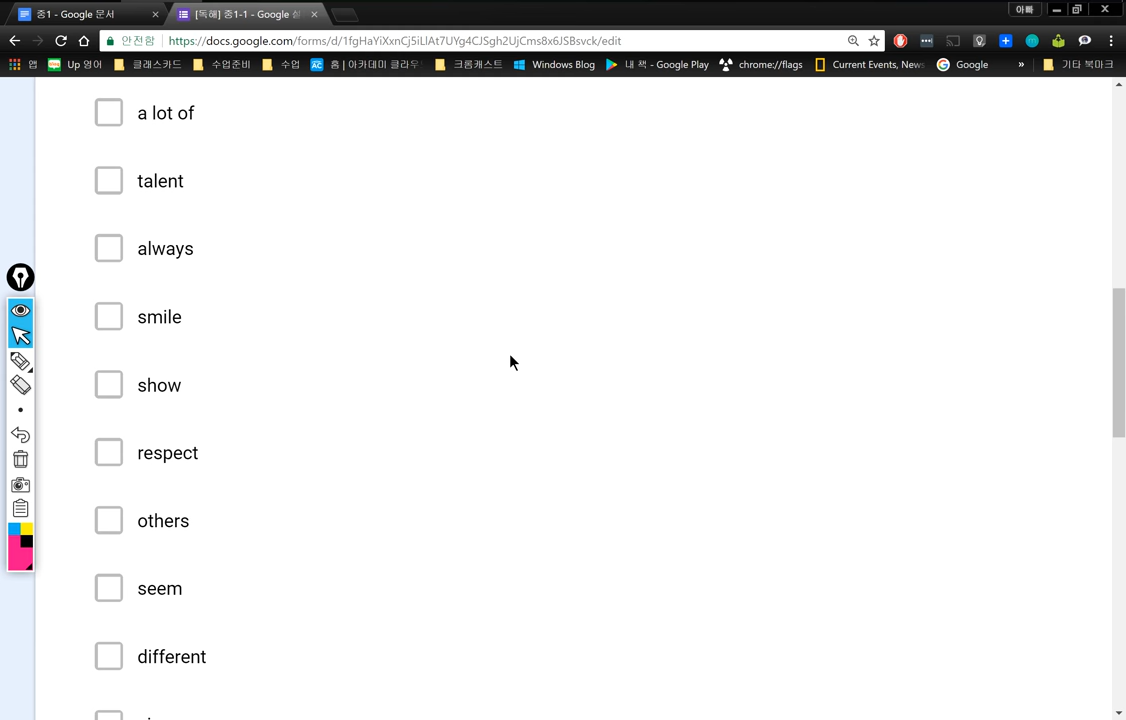 중1 - Google 문서
[독해] 중1-1 - Google 설
아빠
안전함
https://docs.google.com/forms/d/1fgHaYiXxnCj5iLlAt7UYg4CJSgh2UjCms8x6JSBsvck/edit
앱
Up 영어
클래스카드
수업준비
수업
홈 | 아카데미 클라우
크롬캐스트
Windows Blog
내 책 - Google Play
chrome://flags
Current Events, News
Google
»
기타 북마크
a lot of
talent
always
smile
show
respect
others
seem
different